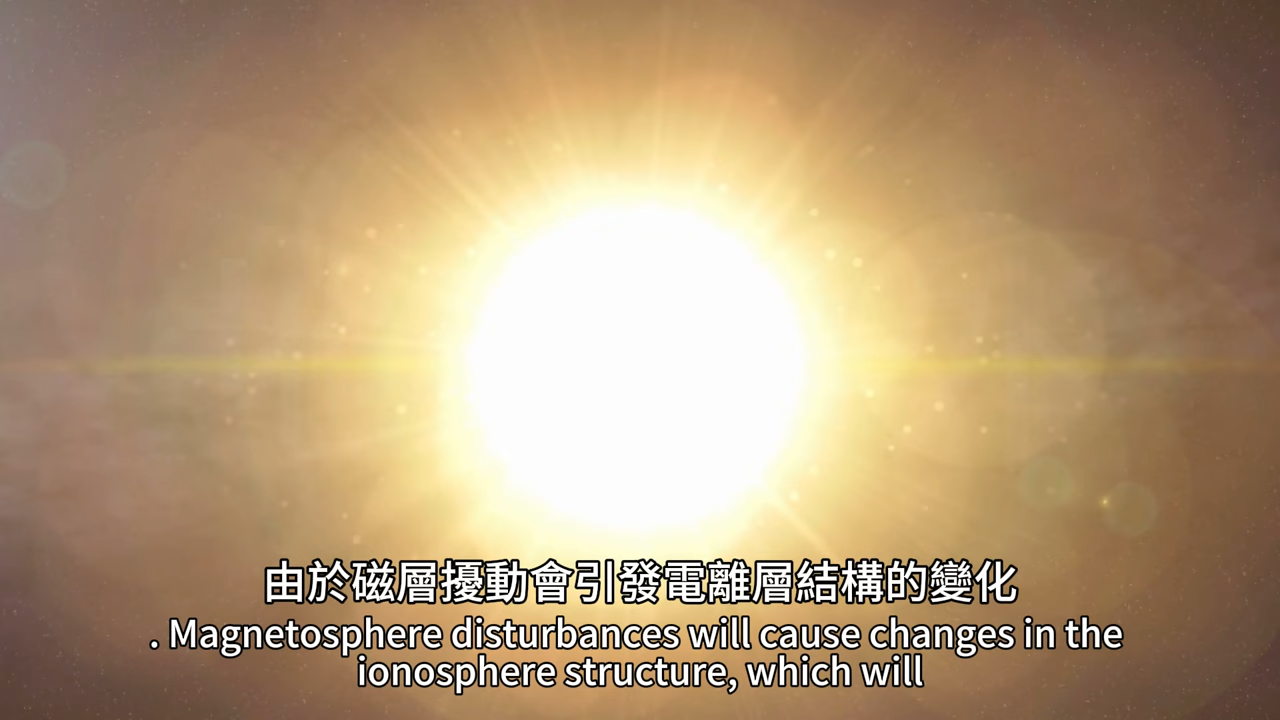 由於磁層擾動會引發電離層結構的變化
. Magnetosphere disturbances will cause changes in the
ionosphere structure, which will